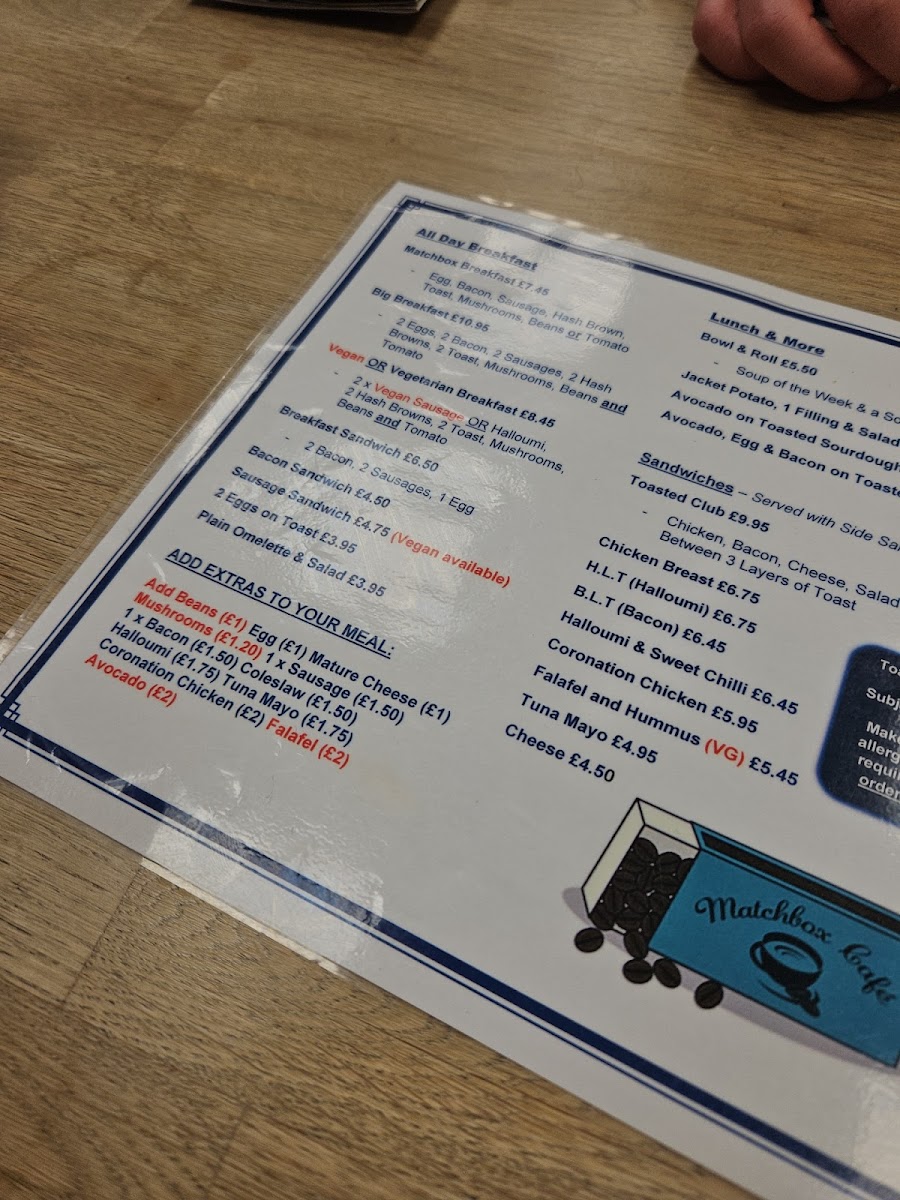 All Day Breakfast
Matchbox Breakfast £7.45
- Egg, Bacon, Sausage, Hash Brown,
Toast, Mushrooms, Beans or Tomato
Big Breakfast £10.95
- 2 Eggs, 2 Bacon, 2 Sausages, 2 Hash
Browns, 2 Toast, Mushrooms, Beans and
Tomato
Vegan OR Vegetarian Breakfast £8.45
- 2 x Vegan Sausage OR Halloumi,
2 Hash Browns, 2 Toast, Mushrooms,
Beans and Tomato
Breakfast Sandwich £6.50
- 2 Bacon, 2 Sausages, 1 Egg
Bacon Sandwich £4.50
Sausage Sandwich £4.75 (Vegan available)
2 Eggs on Toast £3.95
Plain Omelette & Salad £3.95
ADD EXTRAS TO YOUR MEAL:
Add Beans (£1) Egg (£1) Mature Cheese (£1)
Mushrooms (£1.20) 1 x Sausage (£1.50)
1 x Bacon (£1.50) Coleslaw (£1.50)
Halloumi (£1.75) Tuna Mayo (£1.75)
Coronation Chicken (£2) Falafel (£2)
Avocado (£2)
Lunch & More
Bowl & Roll £5.50
- Soup of the Week & a
Jacket Potato, 1 Filling & Salad
Avocado on Toasted Sourdough
Avocado, Egg & Bacon on
Sandwiches – Served with Side
Toasted Club £9.95
- Chicken, Bacon, Cheese, Salad
Between 3 Layers of Toast
Chicken Breast £6.75
H.L.T (Halloumi) £6.75
B.L.T (Bacon) £6.45
Halloumi & Sweet Chilli £6.45
Coronation Chicken £5.95
Falafel and Hummus (VG) £5.45
Tuna Mayo £4.95
Cheese £4.50
Matchbox Café